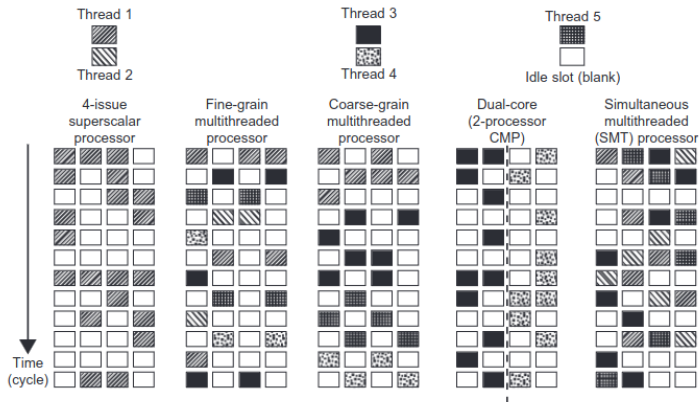 Thread 1
Thread 2
Thread 3
Thread 4
Thread 5
Idle slot (blank)
4-issue
superscalar
processor
Fine-grain
multithreaded
processor
Coarse-grain
multithreaded
processor
Dual-core
(2-processor
CMP)
Simultaneous
multithreaded
(SMT) processor
Time
(cycle)